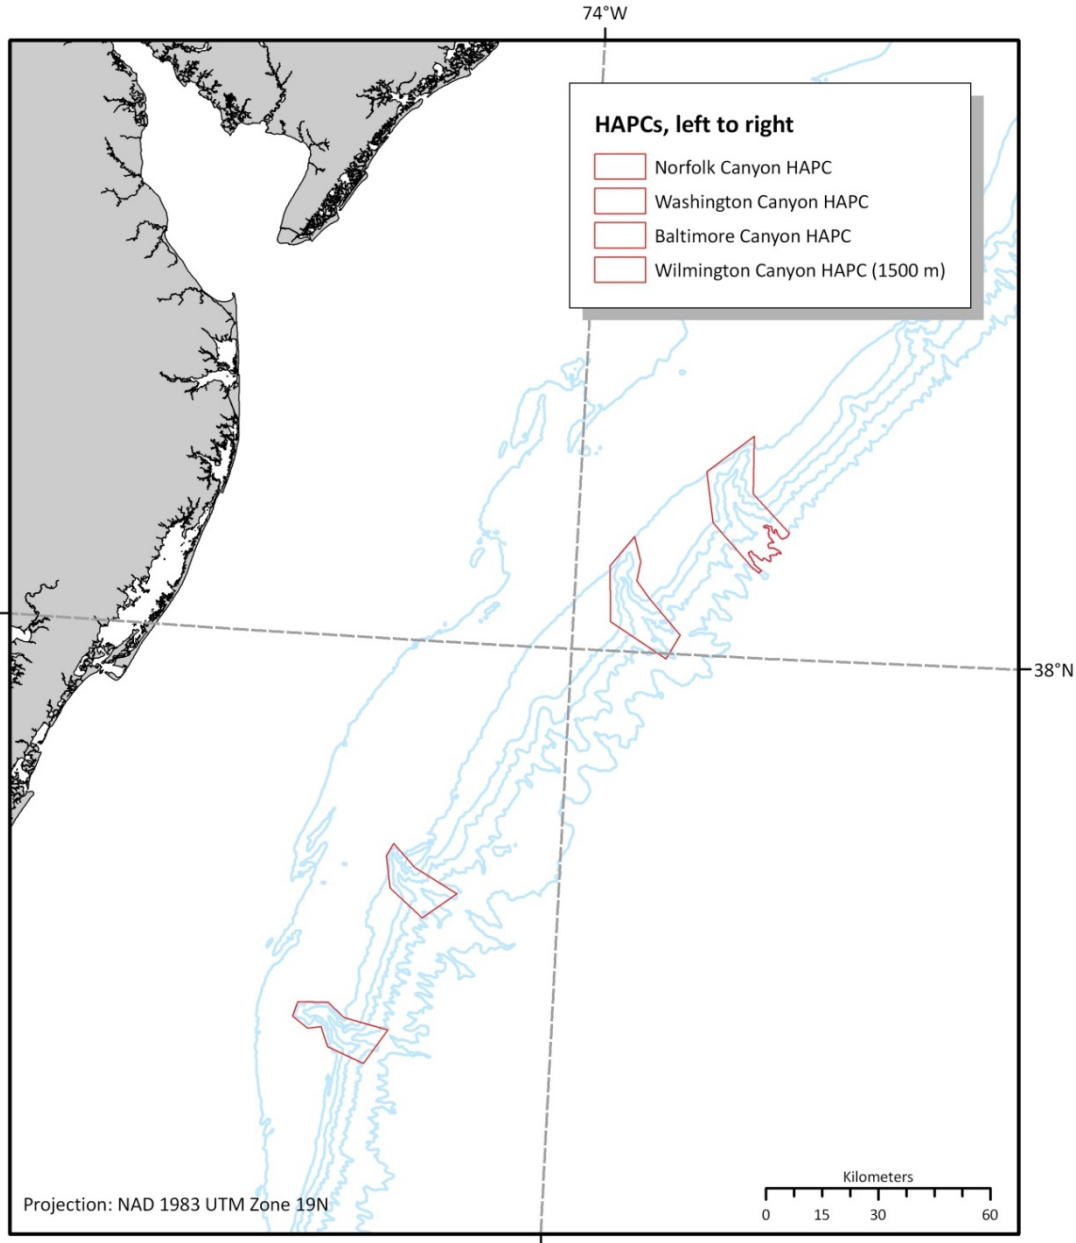 74°W
HAPCs, left to right
Norfolk Canyon HAPC
Washington Canyon HAPC
Baltimore Canyon HAPC
Wilmington Canyon HAPC (1500 m)
38°N
Kilometers
0 15 30 60
Projection: NAD 1983 UTM Zone 19N